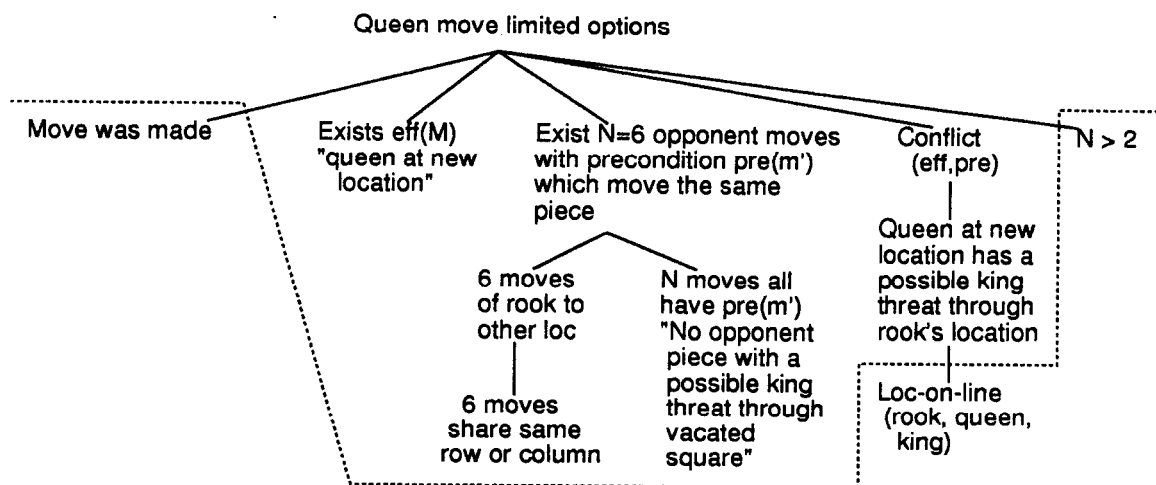 Queen move limited options
Move was made
Exists eff(M)
"queen at new
location"
Exist N=6 opponent moves
with precondition pre(m')
which move the same
piece
Conflict
(eff,pre)
N > 2
6 moves
of rook to
other loc
N moves all
have pre(m')
"No opponent
piece with a
possible king
threat through
vacated
square"
Queen at new
location has a
possible king
threat through
rook's location
6 moves
share same
row or column
Loc-on-line
(rook, queen,
king)